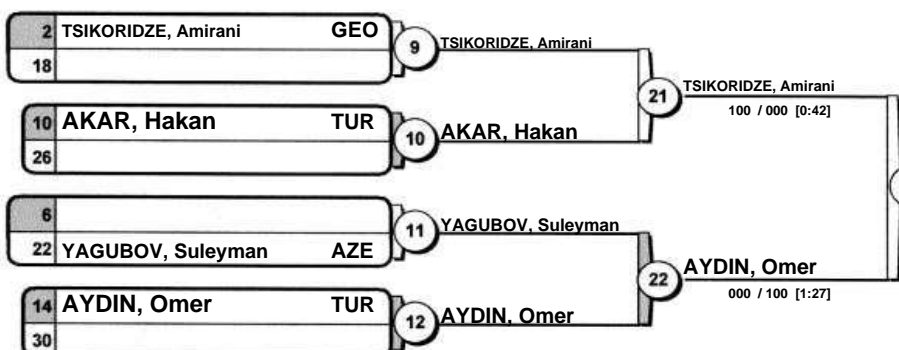 2 TSIKORIDZE, Amirani GEO
18
9 TSIKORIDZE, Amirani
10 AKAR, Hakan TUR
26
10 AKAR, Hakan
21 TSIKORIDZE, Amirani
100 / 000 [0:42]
6
22 YAGUBOV, Suleyman AZE
11 YAGUBOV, Suleyman
14 AYDIN, Omer TUR
30
12 AYDIN, Omer
22 AYDIN, Omer
000 / 100 [1:27]